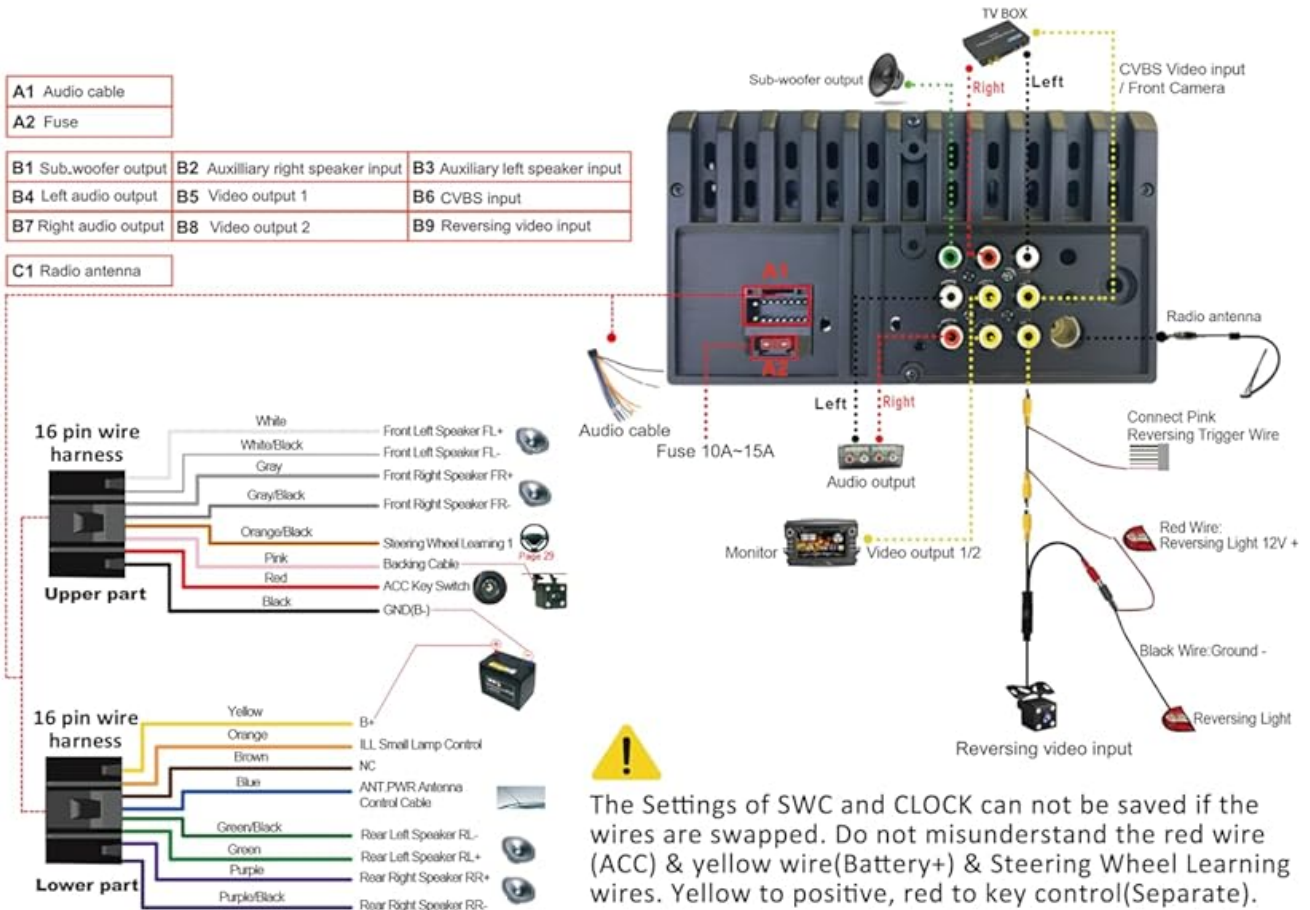 TV BOX
Sub-woofer output
Right
Left
CVBS Video input
/ Front Camera
A1 Audio cable
A2 Fuse
B1 Sub_woofer output B2 Auxilliary right speaker input B3 Auxiliary left speaker input
B4 Left audio output B5 Video output 1 B6 CVBS input
B7 Right audio output B8 Video output 2 B9 Reversing video input
C1 Radio antenna
A1
A2
Radio antenna
Left
Right
Audio cable
Fuse 10A~15A
Audio output
Monitor
Video output 1/2
Connect Pink
Reversing Trigger Wire
Red Wire:
Reversing Light 12V +
Black Wire:Ground -
Reversing Light
Reversing video input
16 pin wire
harness
Upper part
White
Front Left Speaker FL+
White/Black
Front Left Speaker FL-
Gray
Front Right Speaker FR+
Gray/Black
Front Right Speaker FR-
Orange/Black
Steering Wheel Learning 1
Page 29
Pink
Backing Cable
Red
ACC Key Switch
Black
GND(B-)
+
-
16 pin wire
harness
Lower part
Yellow
B+
Orange
ILL Small Lamp Control
Brown
NC
Blue
ANT.PWR Antenna
Control Cable
Green/Black
Rear Left Speaker RL-
Green
Rear Left Speaker RL+
Purple
Rear Right Speaker RR+
Purple/Black
Rear Right Speaker RR-
The Settings of SWC and CLOCK can not be saved if the
wires are swapped. Do not misunderstand the red wire
(ACC) & yellow wire(Battery+) & Steering Wheel Learning
wires. Yellow to positive, red to key control(Separate).